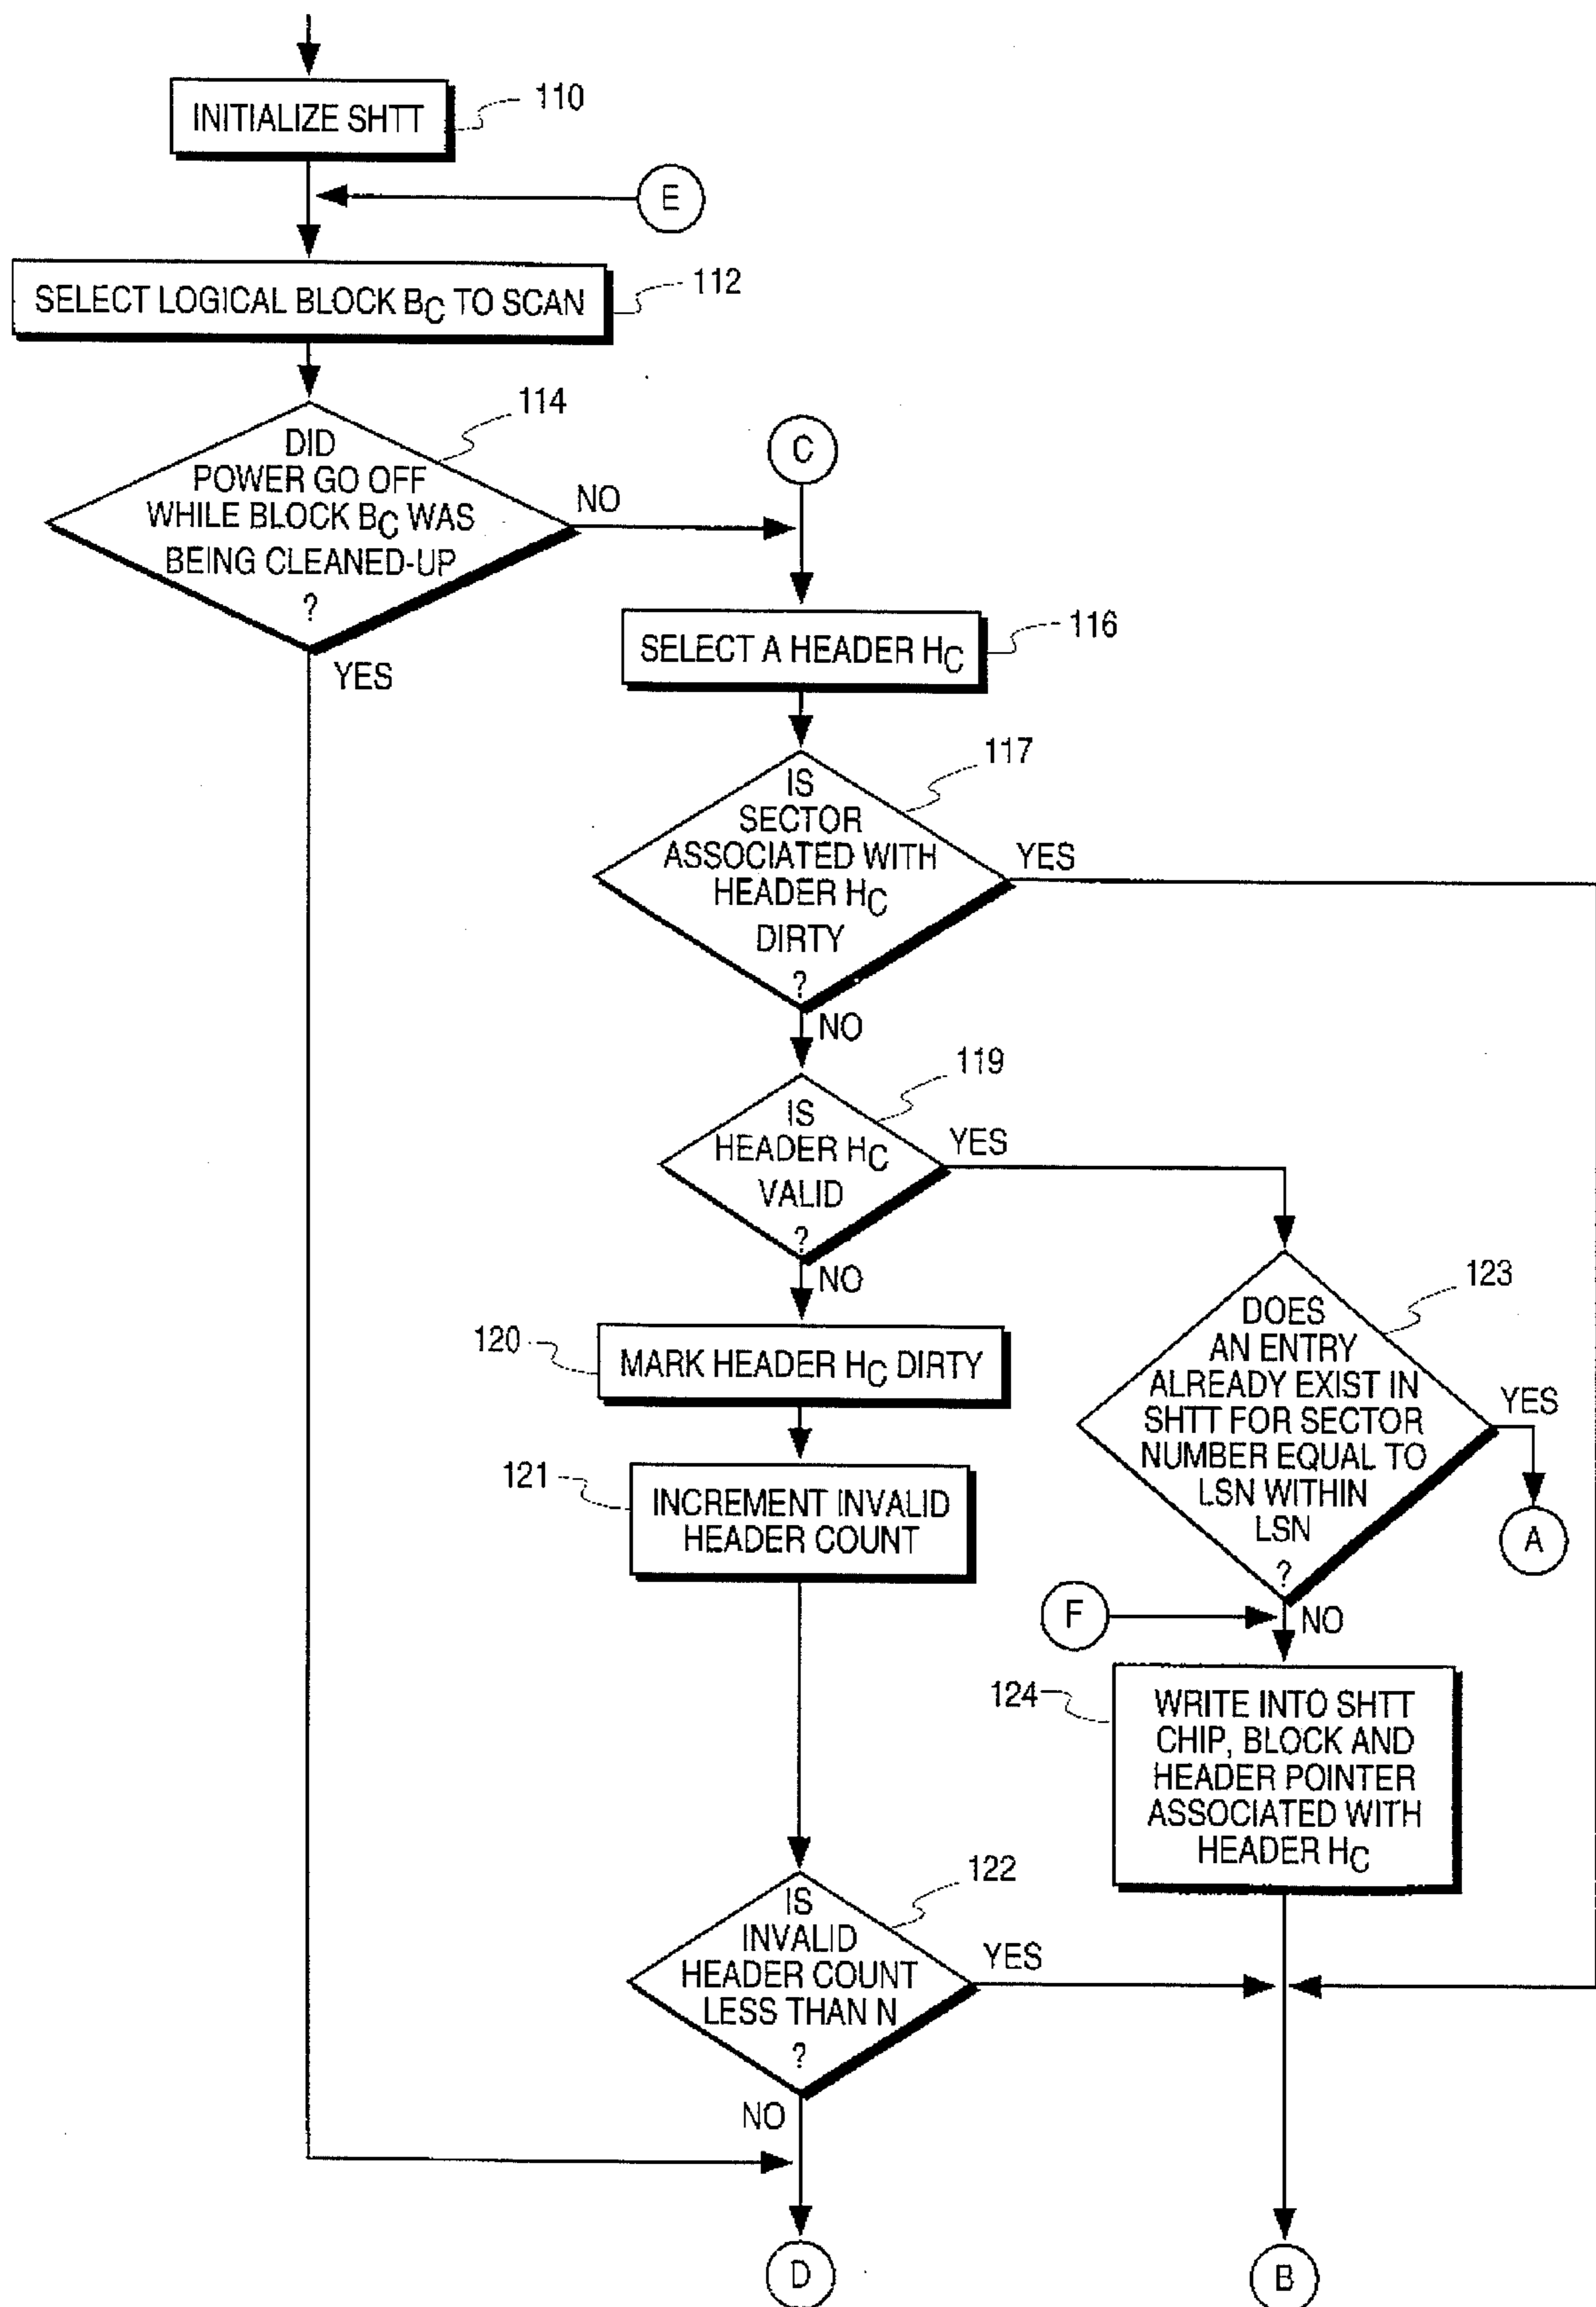 INITIALIZE SHTT
110
E
SELECT LOGICAL BLOCK BC TO SCAN
112
114
DID
POWER GO OFF
WHILE BLOCK BC WAS
BEING CLEANED-UP
?
NO
YES
C
SELECT A HEADER HC
116
117
IS
SECTOR
ASSOCIATED WITH
HEADER HC
DIRTY
?
YES
NO
119
IS
HEADER HC
VALID
?
YES
NO
120
MARK HEADER HC DIRTY
121
INCREMENT INVALID
HEADER COUNT
123
DOES
AN ENTRY
ALREADY EXIST IN
SHTT FOR SECTOR
NUMBER EQUAL TO
LSN WITHIN
LSN
?
YES
A
F
NO
124
WRITE INTO SHTT
CHIP, BLOCK AND
HEADER POINTER
ASSOCIATED WITH
HEADER HC
122
IS
INVALID
HEADER COUNT
LESS THAN N
?
YES
NO
D
B